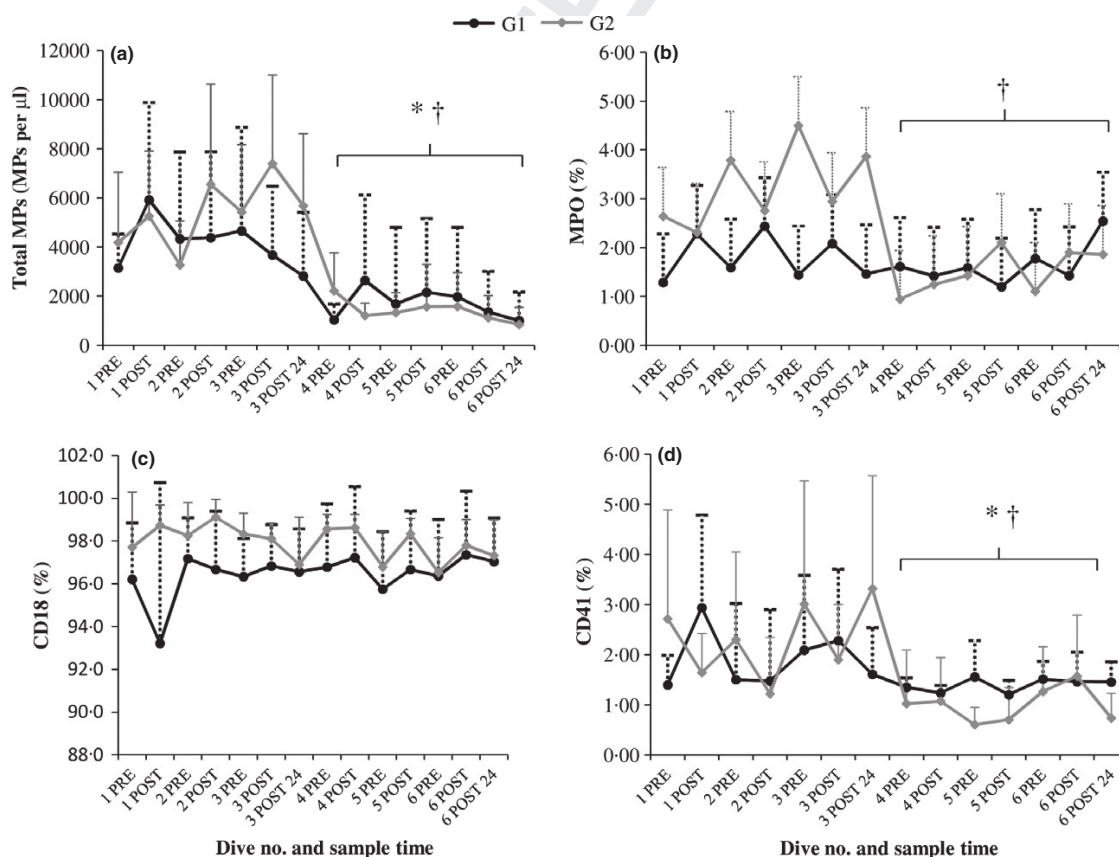 G1 G2
(a)
Total MPs (MPs per µl)
12000
10000
8000
6000
4000
2000
0
* †
1 PRE
1 POST
2 PRE
2 POST
3 PRE
3 POST
3 POST 24
4 PRE
4 POST
5 PRE
5 POST
6 PRE
6 POST
6 POST 24
(b)
MPO (%)
6·00
5·00
4·00
3·00
2·00
1·00
0·00
†
1 PRE
1 POST
2 PRE
2 POST
3 PRE
3 POST
3 POST 24
4 PRE
4 POST
5 PRE
5 POST
6 PRE
6 POST
6 POST 24
(c)
CD18 (%)
102·0
100·0
98·0
96·0
94·0
92·0
90·0
88·0
1 PRE
1 POST
2 PRE
2 POST
3 PRE
3 POST
3 POST 24
4 PRE
4 POST
5 PRE
5 POST
6 PRE
6 POST
6 POST 24
Dive no. and sample time
(d)
CD41 (%)
6·00
5·00
4·00
3·00
2·00
1·00
0·00
* †
1 PRE
1 POST
2 PRE
2 POST
3 PRE
3 POST
3 POST 24
4 PRE
4 POST
5 PRE
5 POST
6 PRE
6 POST
6 POST 24
Dive no. and sample time